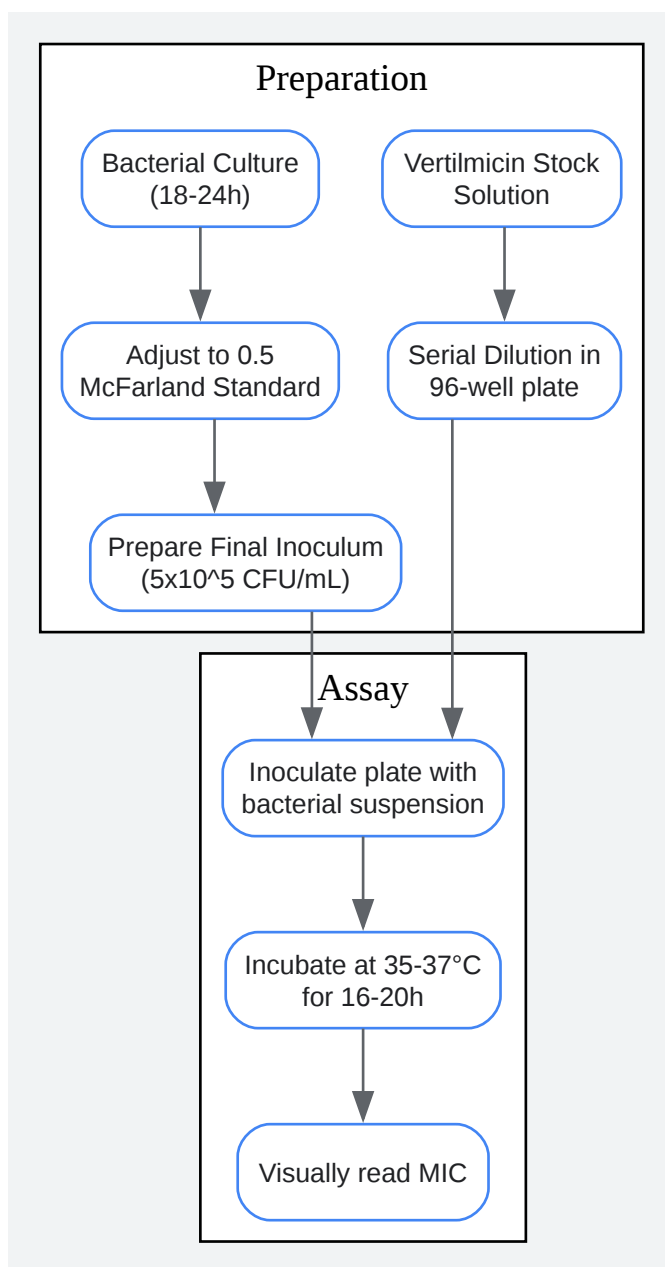 Preparation
Bacterial Culture
(18-24h)
Vertilmicin Stock
Solution
Adjust to 0.5
McFarland Standard
Serial Dilution in
96-well plate
Prepare Final Inoculum
(5x10^5 CFU/mL)
Assay
Inoculate plate with
bacterial suspension
Incubate at 35-37°C
for 16-20h
Visually read MIC